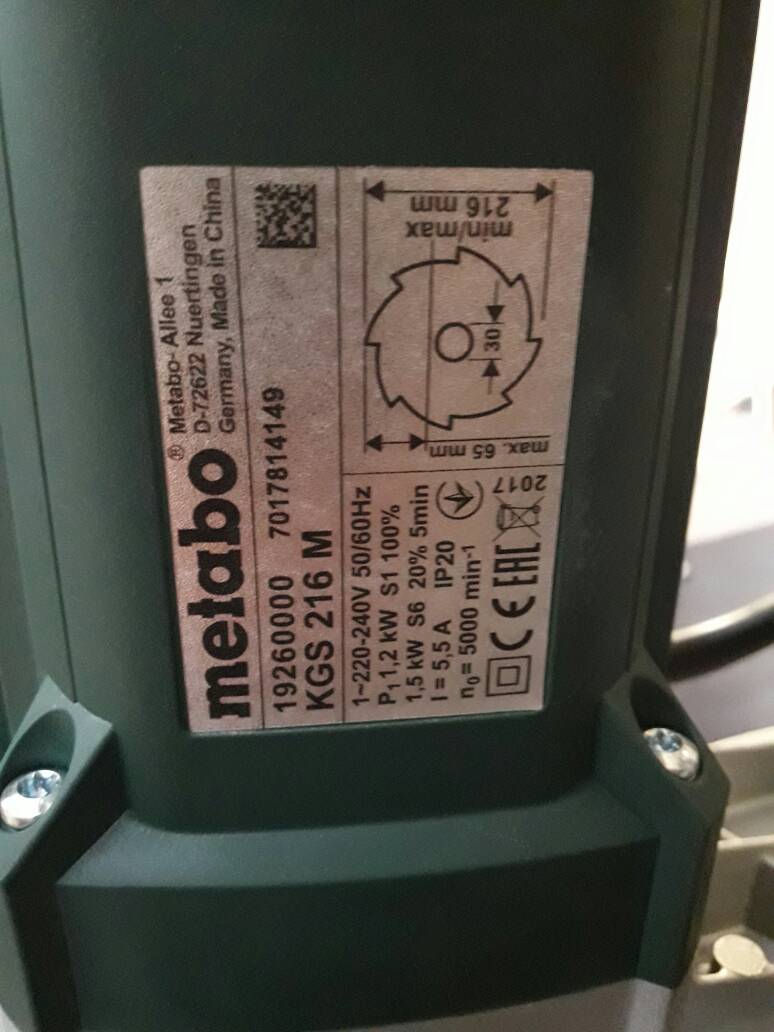 metabo®
Metabo- Allee 1
D-72622 Nuertingen
Germany, Made in China
19260000 7017814149
KGS 216 M
1~220-240V 50/60Hz
P1 1,2 kW S1 100%
1,5 kW S6 20% 5min
I = 5,5 A IP20
n0 = 5000 min-1
CE EAC
2017
max. 65 mm
30
min/max
216 mm